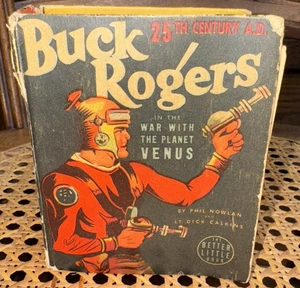 Buck
25TH CENTURY A.D.
Rogers
IN THE
WAR WITH
THE PLANET
VENUS
BY PHIL NOWLAN
AND
LT. DICK CALKINS
THE
BETTER
LITTLE
BOOK